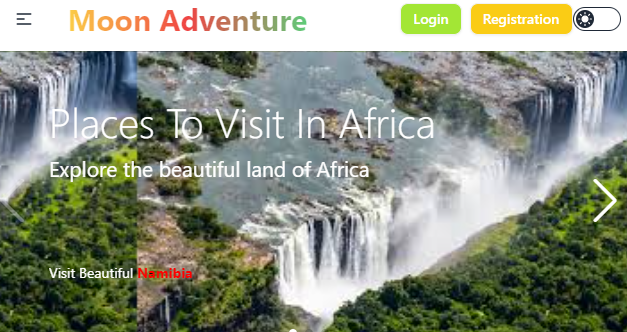 Moon Adventure
Login
Registration
Places To Visit In Africa
Explore the beautiful land of Africa
Visit Beautiful Namibia